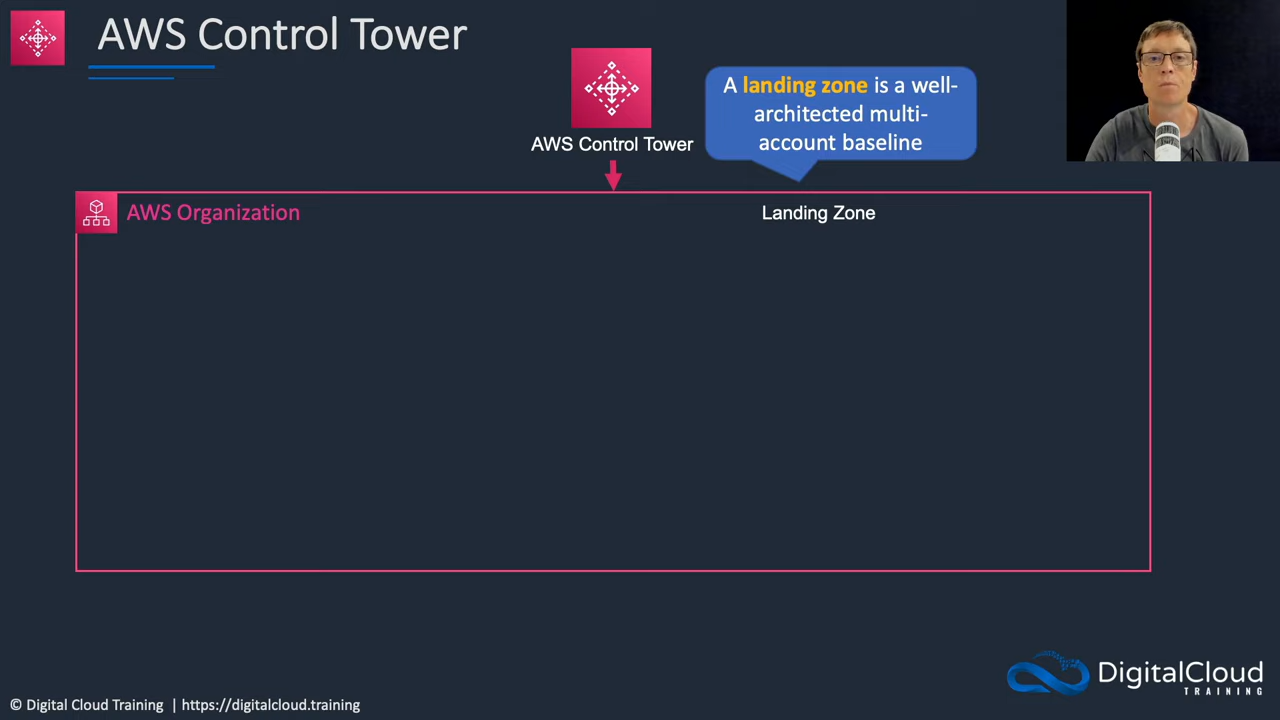 AWS Control Tower
A landing zone is a well-
architected multi-
account baseline
AWS Control Tower
AWS Organization
Landing Zone
DigitalCloud
TRAINING
© Digital Cloud Training | https://digitalcloud.training